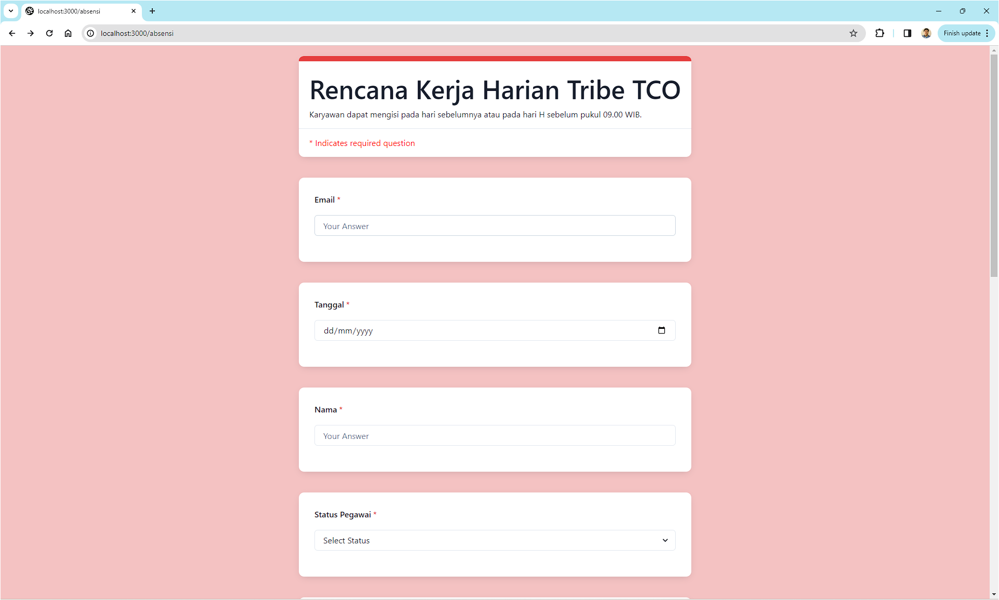 localhost:3000/absensi
localhost:3000/absensi
Finish update
Rencana Kerja Harian Tribe TCO
Karyawan dapat mengisi pada hari sebelumnya atau pada hari H sebelum pukul 09.00 WIB.
* Indicates required question
Email *
Your Answer
Tanggal *
dd/mm/yyyy
Nama *
Your Answer
Status Pegawai *
Select Status